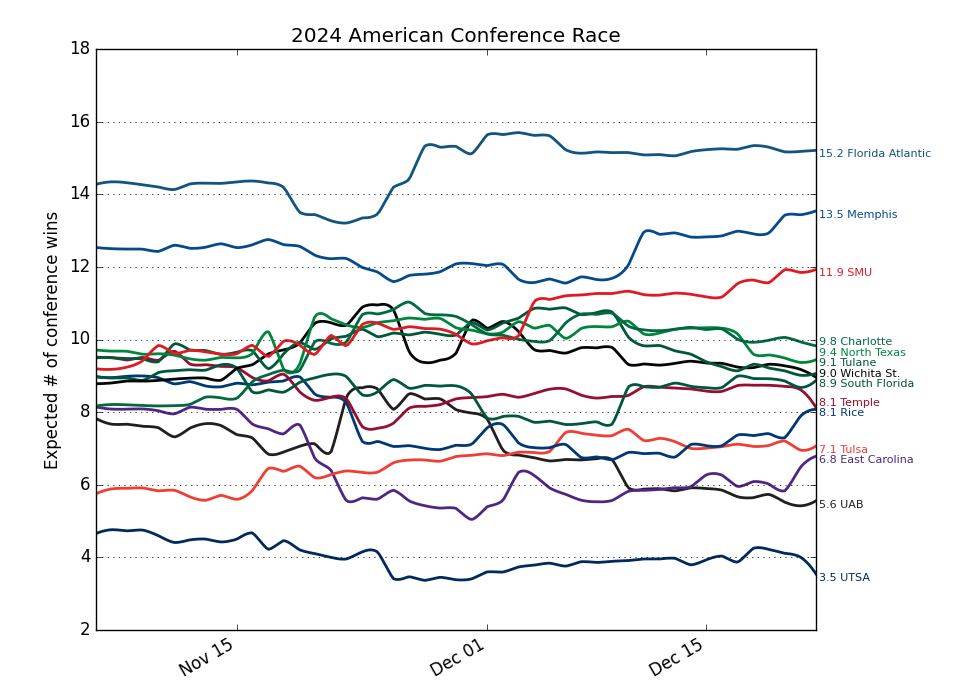 2024 American Conference Race
Expected # of conference wins
18
16
14
12
10
8
6
4
2
Nov 15
Dec 01
Dec 15
15.2 Florida Atlantic
13.5 Memphis
11.9 SMU
9.8 Charlotte
9.4 North Texas
9.1 Tulane
9.0 Wichita St.
8.9 South Florida
8.1 Temple
8.1 Rice
7.1 Tulsa
6.8 East Carolina
5.6 UAB
3.5 UTSA